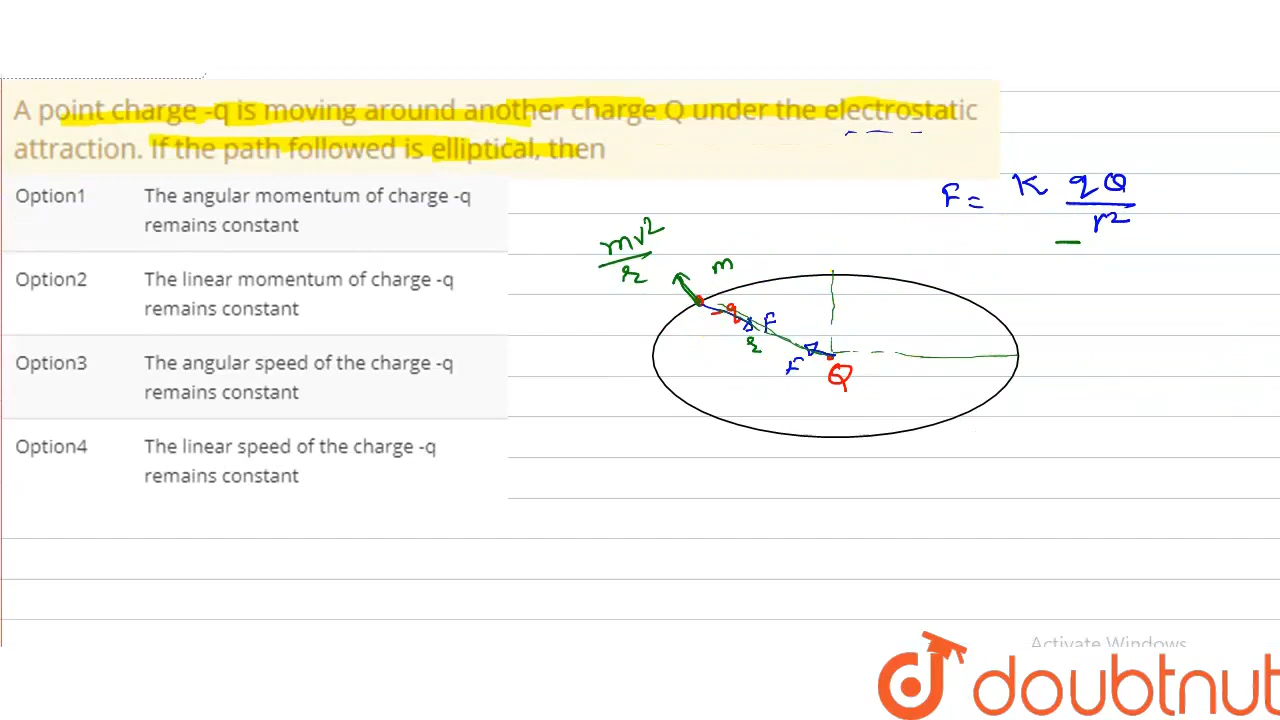 A point charge -q is moving around another charge Q under the electrostatic
attraction. If the path followed is elliptical, then
Option1 The angular momentum of charge -q
remains constant
Option2 The linear momentum of charge -q
remains constant
Option3 The angular speed of the charge -q
remains constant
Option4 The linear speed of the charge -q
remains constant
F = K qQ
r²
mv²
r
m
-q
F
r
F
Q
Activate Windows
doubtnut